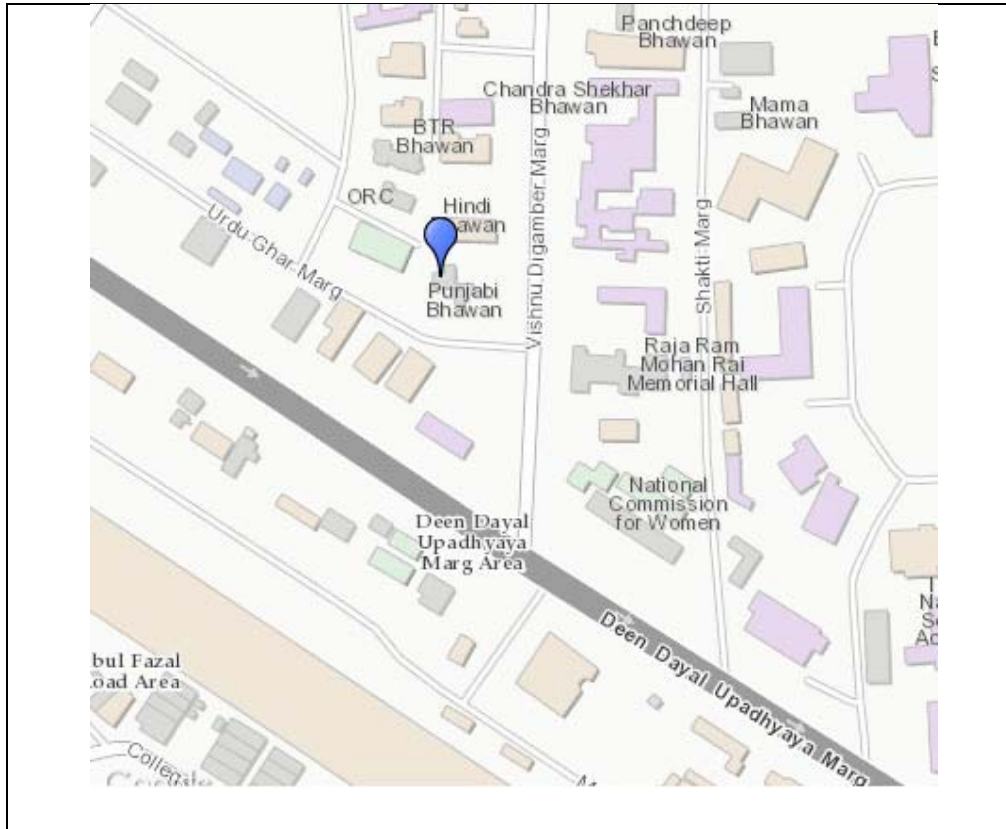 Panchdeep
Bhawan
Chandra Shekhar
Bhawan
Mama
Bhawan
BTR
Bhawan
ORC
Hindi
Urdu Ghar Marg
Vishnu Digamber Marg
Shakti Marg
Punjabi
Bhawan
Raja Ram
Mohan Rai
Memorial Hall
National
Commission
for Women
Deen Dayal
Upadhyaya
Marg Area
Deen Dayal Upadhyaya Marg
bul Fazal
Road Area